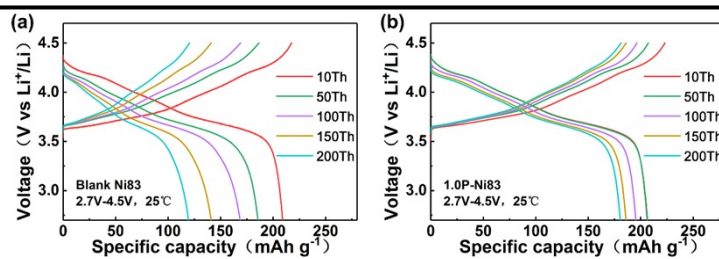 (a)
4.5
4.0
3.5
3.0
Voltage（V vs Li⁺/Li）
10Th
50Th
100Th
150Th
200Th
Blank Ni83
2.7V-4.5V，25℃
0 50 100 150 200 250
Specific capacity（mAh g⁻¹）
(b)
4.5
4.0
3.5
3.0
Voltage（V vs Li⁺/Li）
10Th
50Th
100Th
150Th
200Th
1.0P-Ni83
2.7V-4.5V，25℃
0 50 100 150 200 250
Specific capacity（mAh g⁻¹）